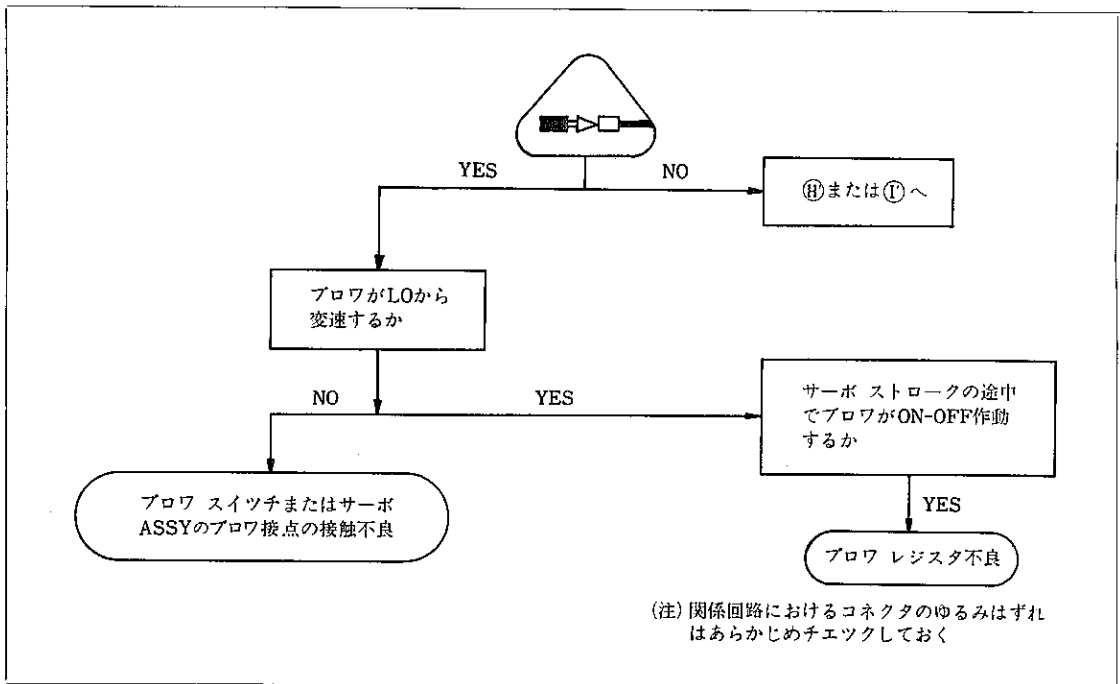 YES
NO
Ⓗ'またはⒾ'へ
ブロワがLOから
変速するか
NO
YES
サーボ ストロークの途中
でブロワがON-OFF作動
するか
ブロワ スイツチまたはサーボ
ASSYのブロワ接点の接触不良
YES
ブロワ レジスタ不良
(注) 関係回路におけるコネクタのゆるみはずれ
はあらかじめチエツクしておく